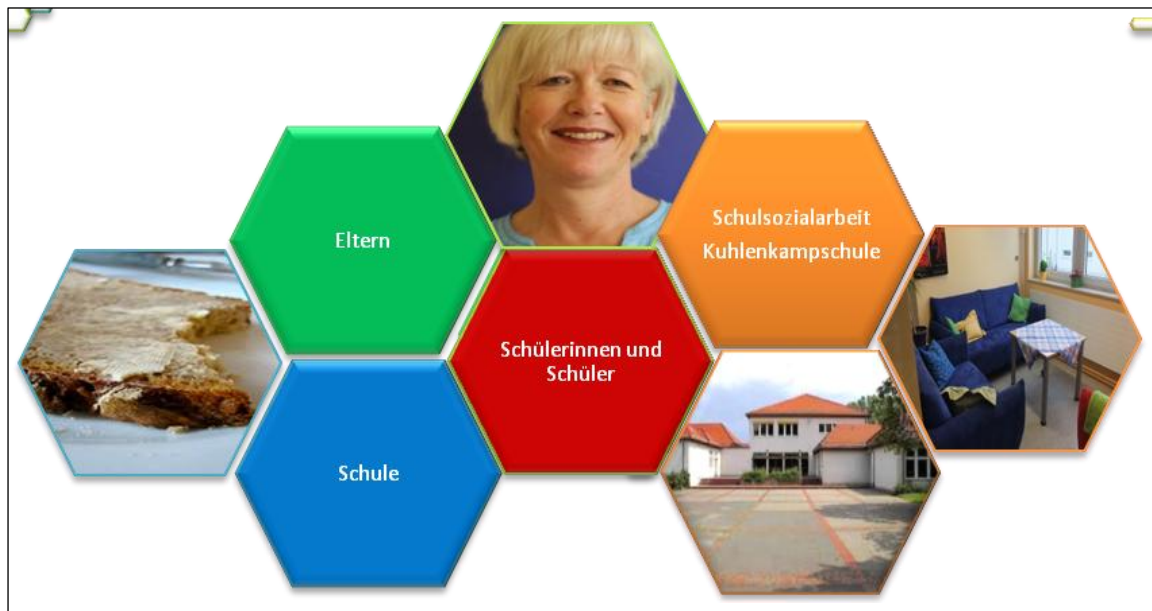 Eltern
Schulsozialarbeit
Kuhlenkampschule
Schülerinnen und
Schüler
Schule